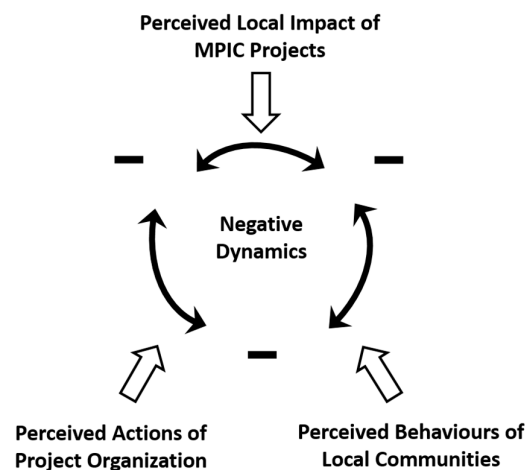 Perceived Local Impact of
MPIC Projects
Negative
Dynamics
Perceived Actions of
Project Organization
Perceived Behaviours of
Local Communities